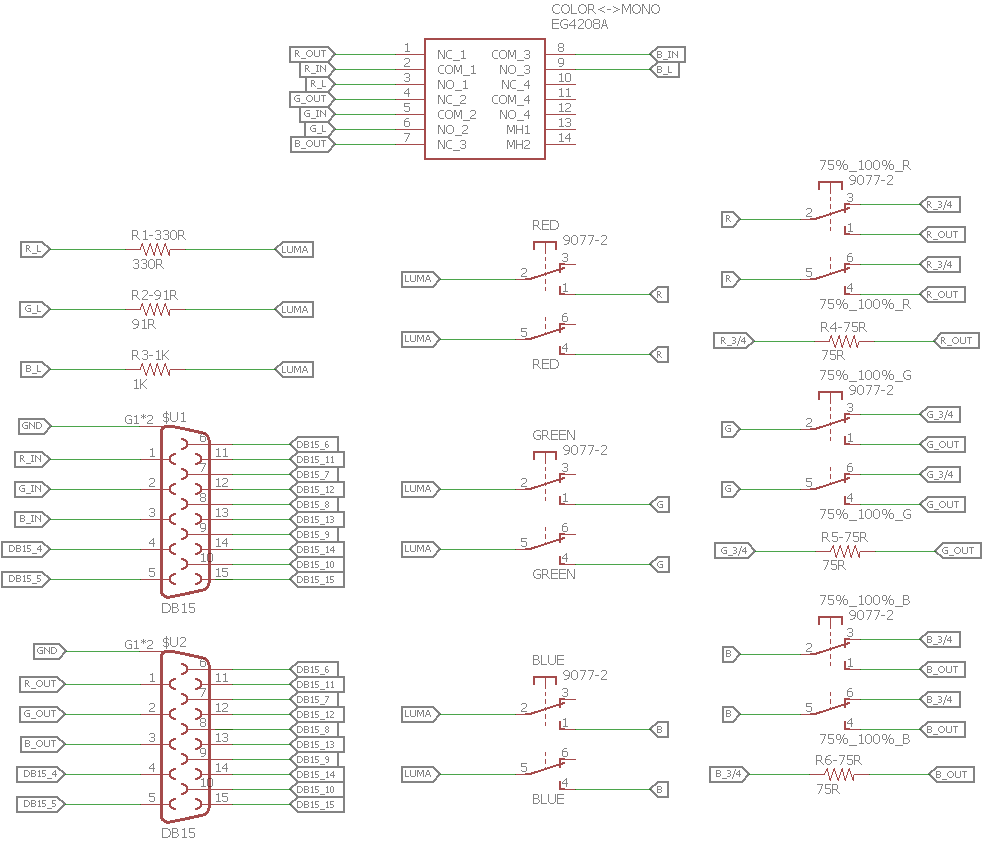 COLOR<->MONO
EG4208A
R_OUT 1 NC_1 COM_3 8 B_IN
R_IN 2 COM_1 NO_3 9 B_L
R_L 3 NO_1 NC_4 10
G_OUT 4 NC_2 COM_4 11
G_IN 5 COM_2 NO_4 12
G_L 6 NO_2 MH1 13
B_OUT 7 NC_3 MH2 14
R_L R1-330R LUMA
330R
G_L R2-91R LUMA
91R
B_L R3-1K LUMA
1K
$U1
GND G1*2
6 DB15_6
R_IN 1 11 DB15_11
7 DB15_7
G_IN 2 12 DB15_12
8 DB15_8
B_IN 3 13 DB15_13
9 DB15_9
DB15_4 4 14 DB15_14
10 DB15_10
DB15_5 5 15 DB15_15
DB15
$U2
GND G1*2
6 DB15_6
R_OUT 1 11 DB15_11
7 DB15_7
G_OUT 2 12 DB15_12
8 DB15_8
B_OUT 3 13 DB15_13
9 DB15_9
DB15_4 4 14 DB15_14
10 DB15_10
DB15_5 5 15 DB15_15
DB15
RED
9077-2
LUMA 2 3
1 R
LUMA 5 6
4 R
RED
GREEN
9077-2
LUMA 2 3
1 G
LUMA 5 6
4 G
GREEN
BLUE
9077-2
LUMA 2 3
1 B
LUMA 5 6
4 B
BLUE
75%_100%_R
9077-2
R 2 3 R_3/4
1 R_OUT
R 5 6 R_3/4
4 R_OUT
75%_100%_R
R_3/4 R4-75R R_OUT
75R
75%_100%_G
9077-2
G 2 3 G_3/4
1 G_OUT
G 5 6 G_3/4
4 G_OUT
75%_100%_G
G_3/4 R5-75R G_OUT
75R
75%_100%_B
9077-2
B 2 3 B_3/4
1 B_OUT
B 5 6 B_3/4
4 B_OUT
75%_100%_B
B_3/4 R6-75R B_OUT
75R